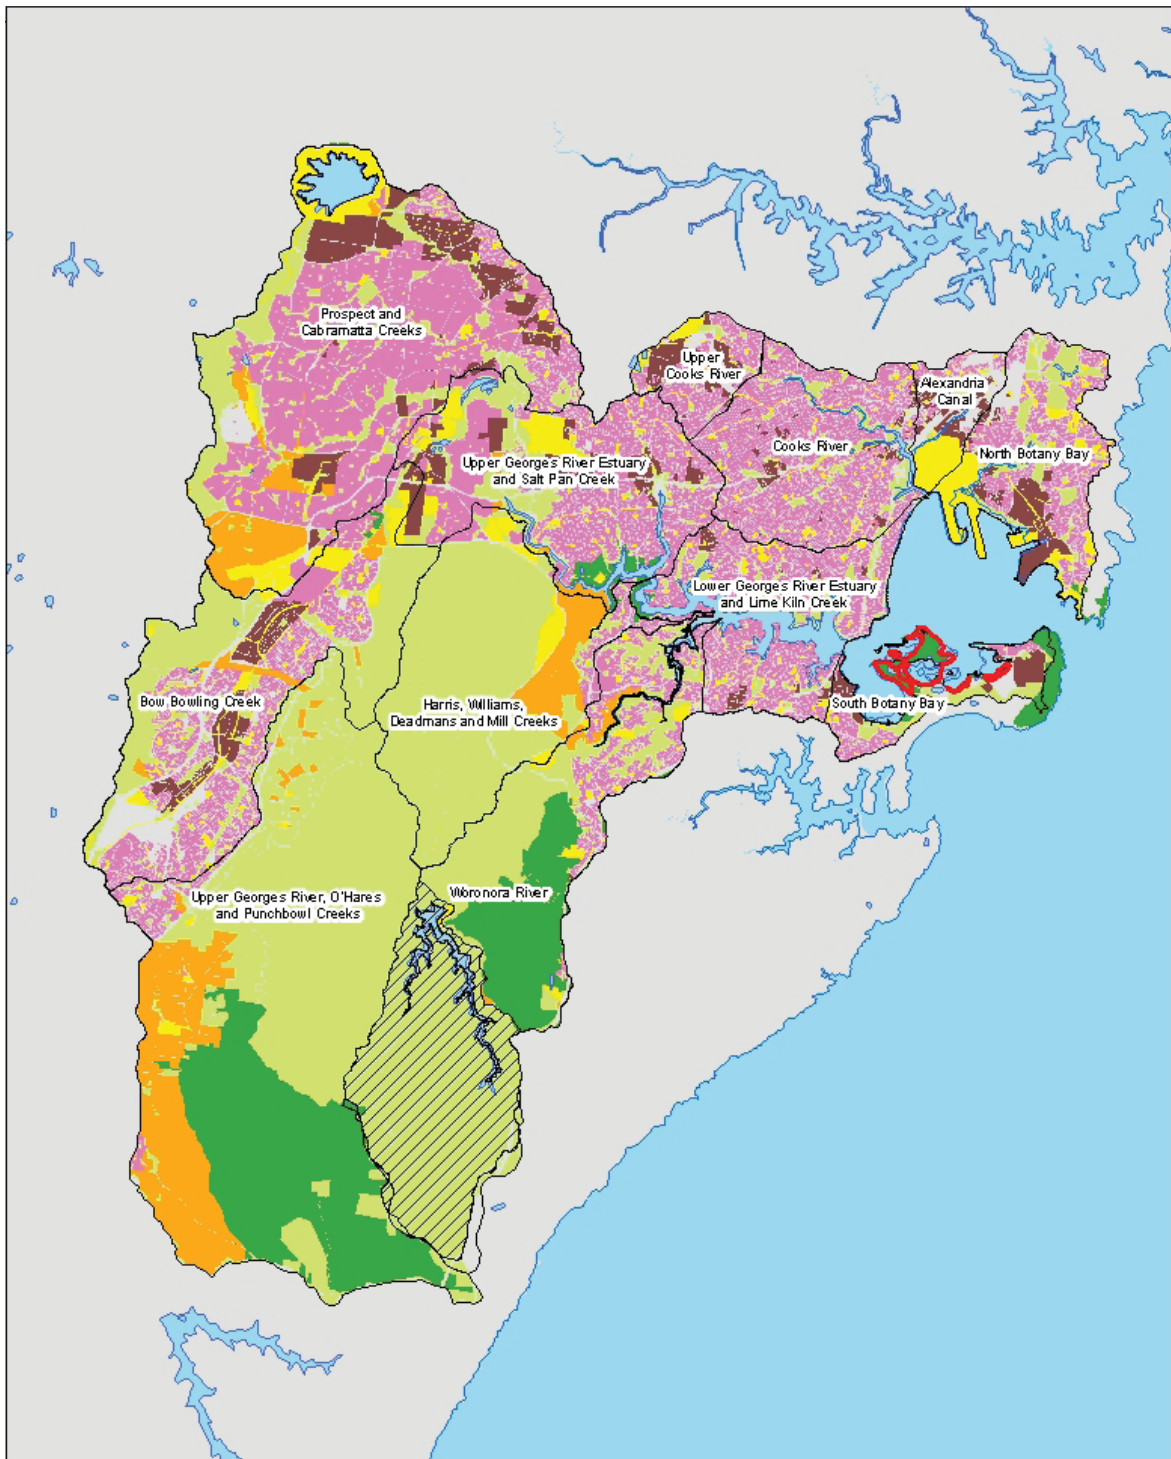 Prospect and
Cabramatta Creeks
Upper
Cooks River
Alexandria
Canal
Cooks River
North Botany Bay
Upper Georges River Estuary
and Salt Pan Creek
Lower Georges River Estuary
and Lime Kiln Creek
Bow Bowling Creek
Harris, Williams,
Deadmans and Mill Creeks
South Botany Bay
Upper Georges River, O'Hares
and Punchbowl Creeks
Woronora River